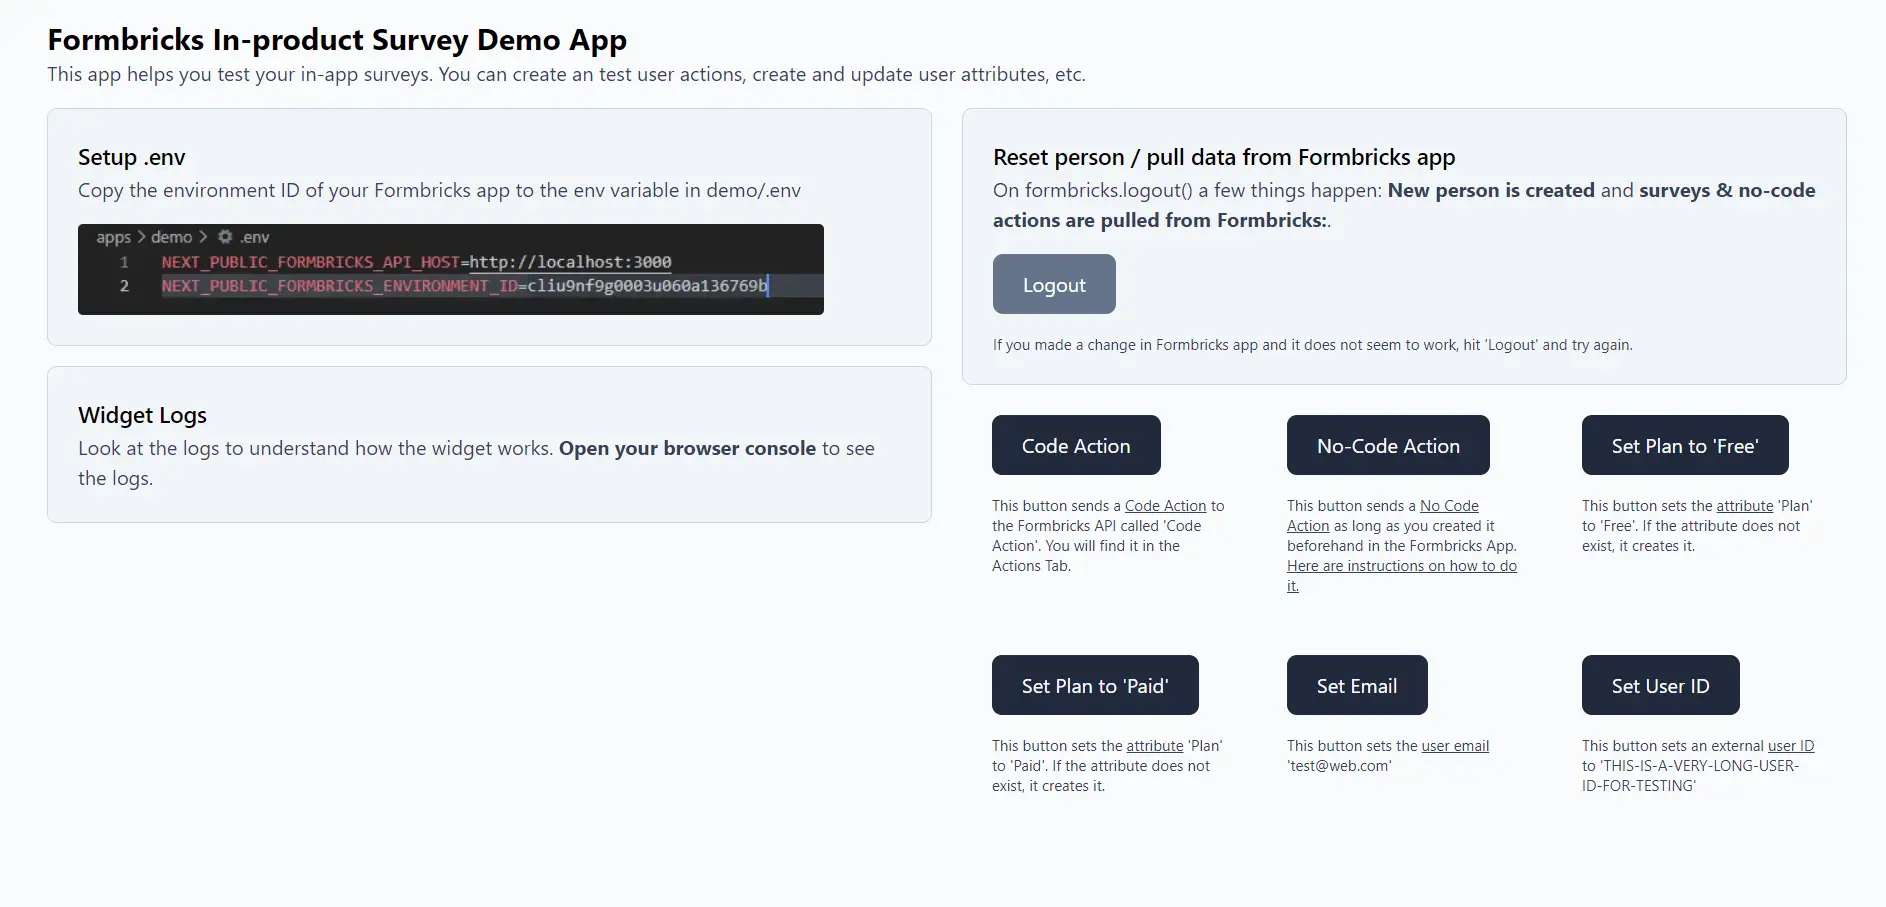 Formbricks In-product Survey Demo App
This app helps you test your in-app surveys. You can create an test user actions, create and update user attributes, etc.
Setup .env
Copy the environment ID of your Formbricks app to the env variable in demo/.env
apps > demo > .env
1 NEXT_PUBLIC_FORMBRICKS_API_HOST=http://localhost:3000
2 NEXT_PUBLIC_FORMBRICKS_ENVIRONMENT_ID=cliu9nf9g0003u060a136769b
Widget Logs
Look at the logs to understand how the widget works. Open your browser console to see
the logs.
Reset person / pull data from Formbricks app
On formbricks.logout() a few things happen: New person is created and surveys & no-code
actions are pulled from Formbricks:.
Logout
If you made a change in Formbricks app and it does not seem to work, hit 'Logout' and try again.
Code Action
This button sends a Code Action to
the Formbricks API called 'Code
Action'. You will find it in the
Actions Tab.
No-Code Action
This button sends a No Code
Action as long as you created it
beforehand in the Formbricks App.
Here are instructions on how to do
it.
Set Plan to 'Free'
This button sets the attribute 'Plan'
to 'Free'. If the attribute does not
exist, it creates it.
Set Plan to 'Paid'
This button sets the attribute 'Plan'
to 'Paid'. If the attribute does not
exist, it creates it.
Set Email
This button sets the user email
'test@web.com'
Set User ID
This button sets an external user ID
to 'THIS-IS-A-VERY-LONG-USER-
ID-FOR-TESTING'